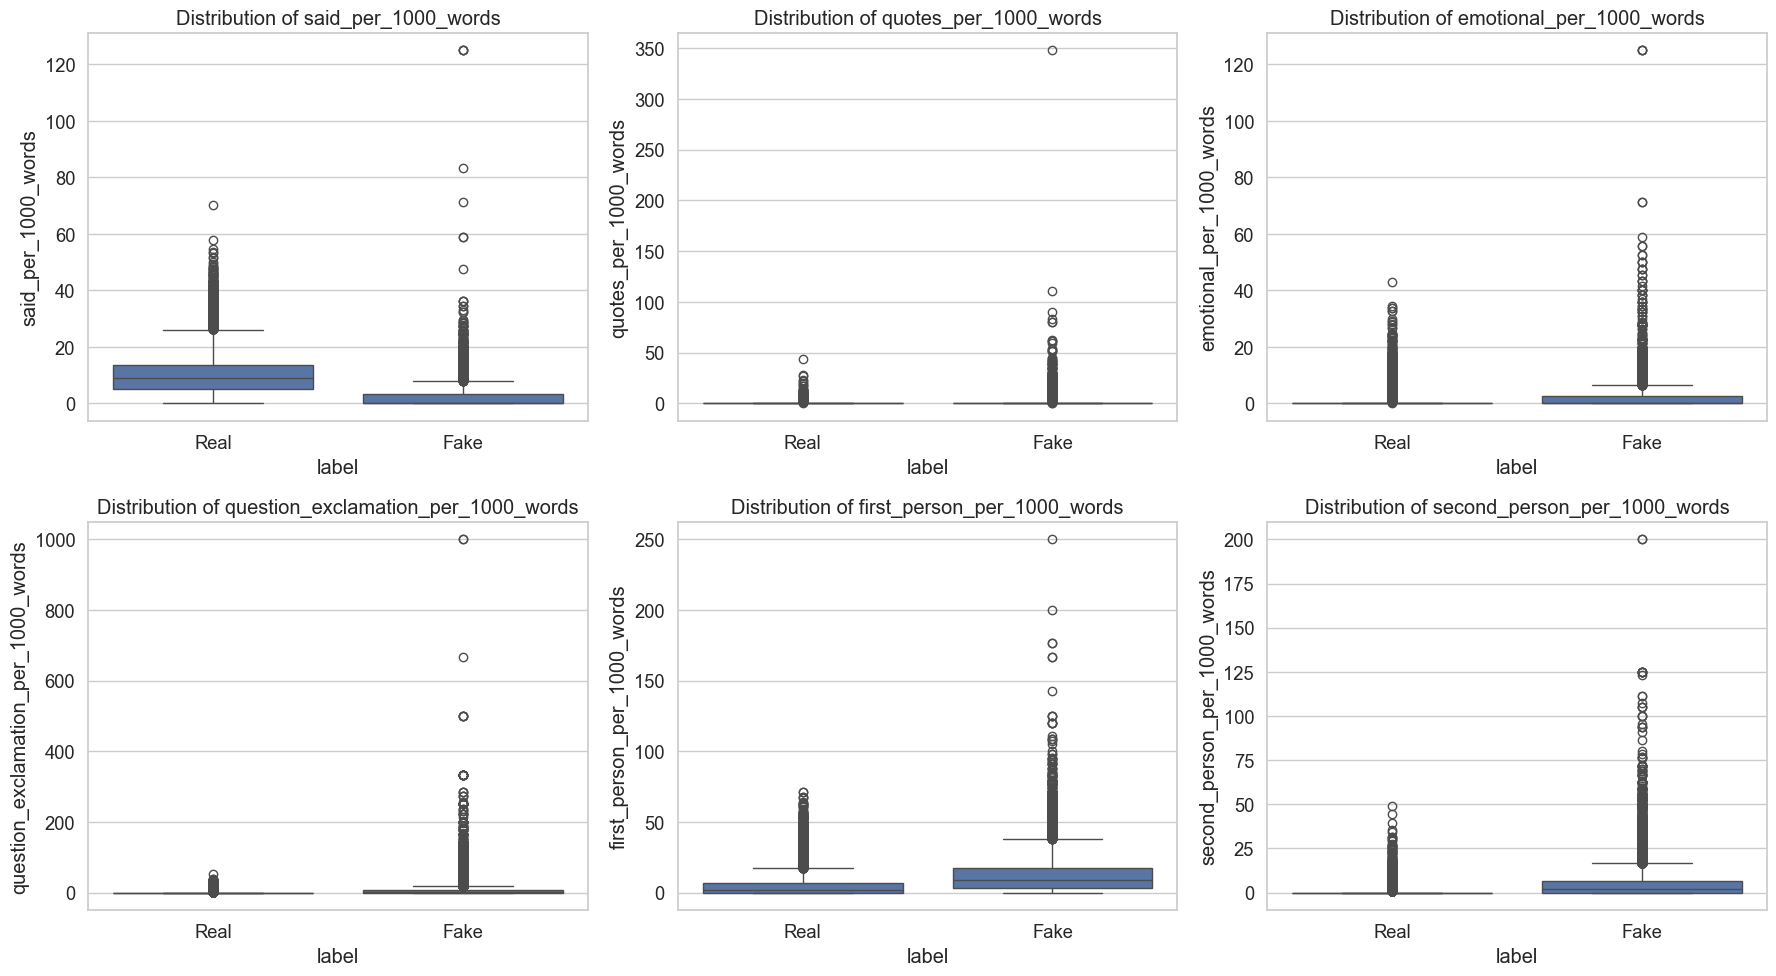 Distribution of said_per_1000_words
said_per_1000_words
120
100
80
60
40
20
0
Real
Fake
label
Distribution of quotes_per_1000_words
quotes_per_1000_words
350
300
250
200
150
100
50
0
Real
Fake
label
Distribution of emotional_per_1000_words
emotional_per_1000_words
120
100
80
60
40
20
0
Real
Fake
label
Distribution of question_exclamation_per_1000_words
question_exclamation_per_1000_words
1000
800
600
400
200
0
Real
Fake
label
Distribution of first_person_per_1000_words
first_person_per_1000_words
250
200
150
100
50
0
Real
Fake
label
Distribution of second_person_per_1000_words
second_person_per_1000_words
200
175
150
125
100
75
50
25
0
Real
Fake
label